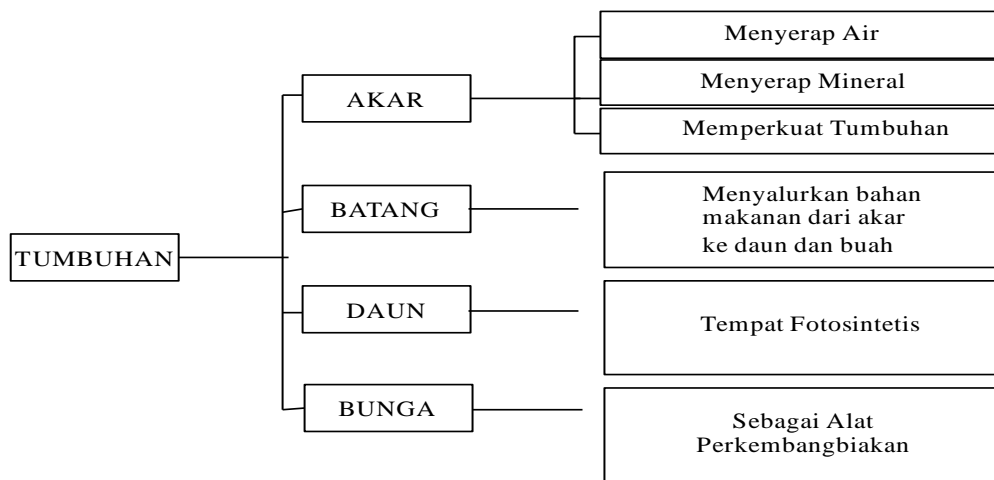 TUMBUHAN
AKAR
Menyerap Air
Menyerap Mineral
Memperkuat Tumbuhan
BATANG
Menyalurkan bahan
makanan dari akar
ke daun dan buah
DAUN
Tempat Fotosintetis
BUNGA
Sebagai Alat
Perkembangbiakan